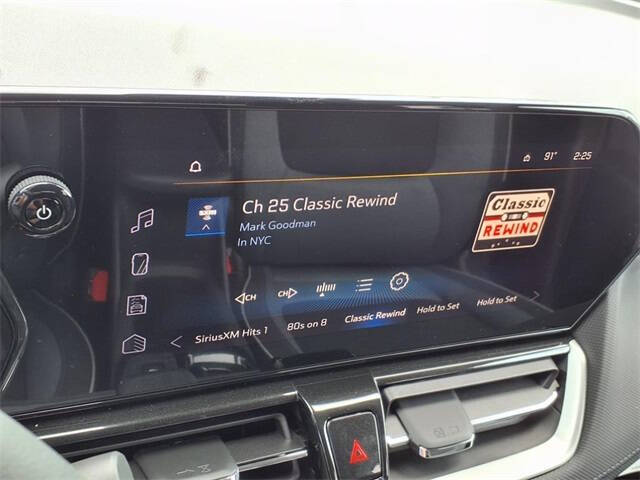 91° 2:25
SXM
Ch 25 Classic Rewind
Mark Goodman
In NYC
Classic
REWIND
CH CH
SiriusXM Hits 1 80s on 8 Classic Rewind Hold to Set Hold to Set